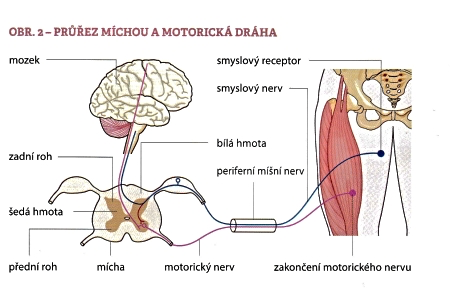 OBR. 2 – PRŮŘEZ MÍCHOU A MOTORICKÁ DRÁHA
mozek
smyslový receptor
smyslový nerv
zadní roh
bílá hmota
periferní míšní nerv
šedá hmota
přední roh
mícha
motorický nerv
zakončení motorického nervu